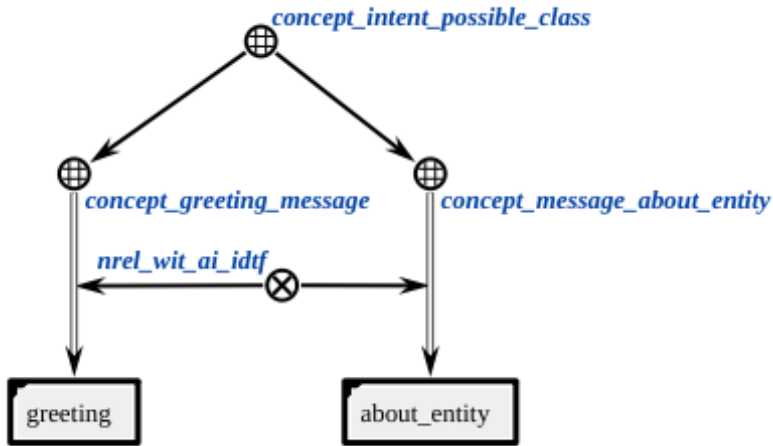 concept_intent_possible_class
concept_greeting_message
concept_message_about_entity
nrel_wit_ai_idtf
greeting
about_entity